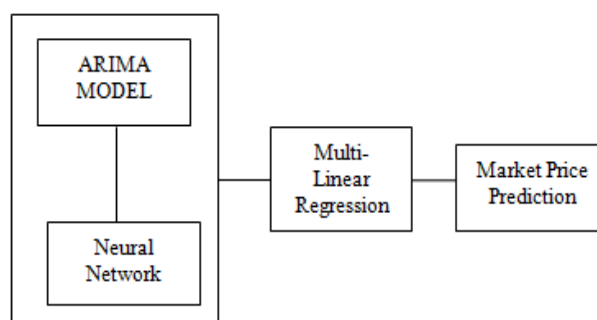 ARIMA
MODEL
Neural
Network
Multi-
Linear
Regression
Market Price
Prediction